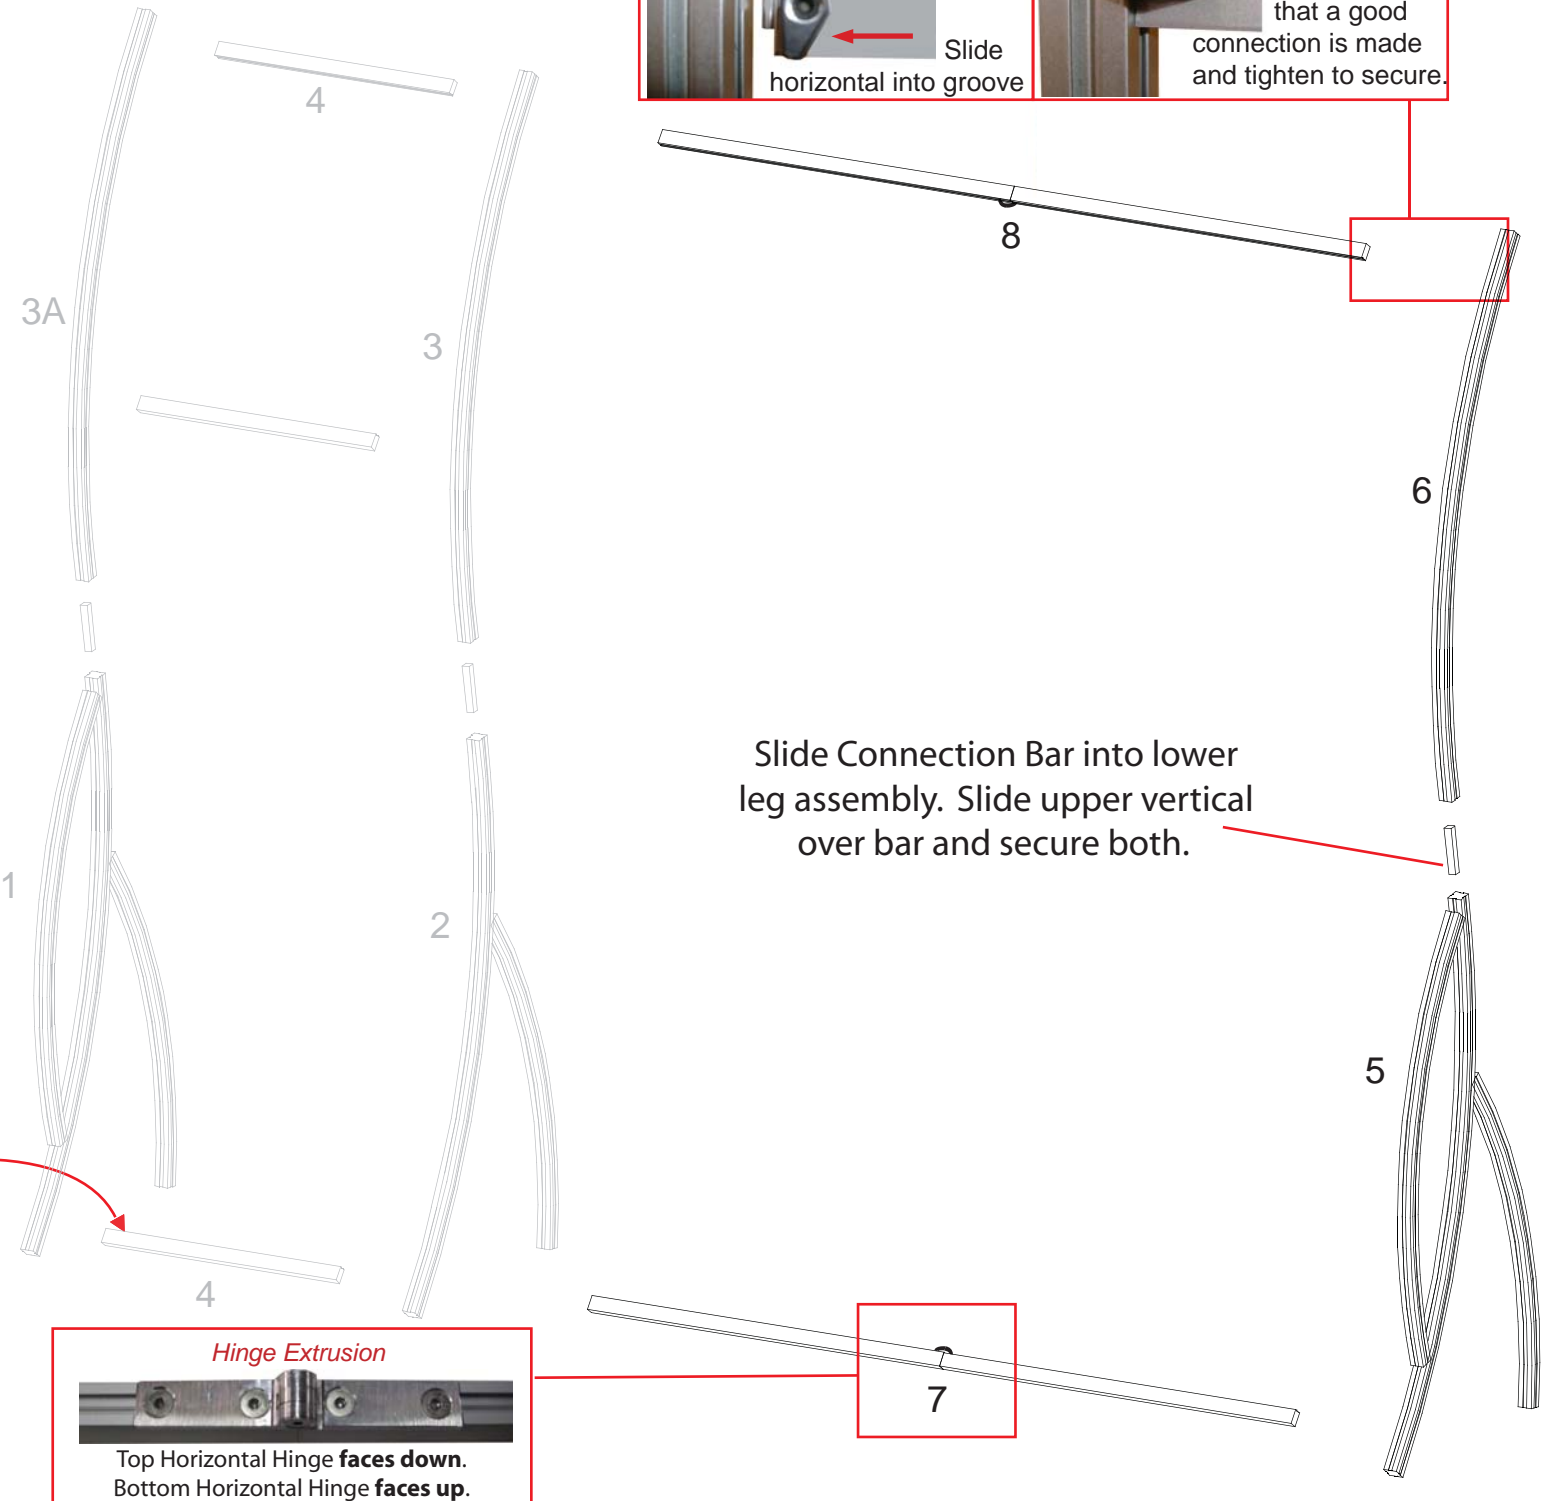 that a good
connection is made
and tighten to secure.
Slide
horizontal into groove
4
8
3A
3
6
Slide Connection Bar into lower
leg assembly.  Slide upper vertical
over bar and secure both.
1
2
5
4
7
Hinge Extrusion
Top Horizontal Hinge faces down.
Bottom Horizontal Hinge faces up.